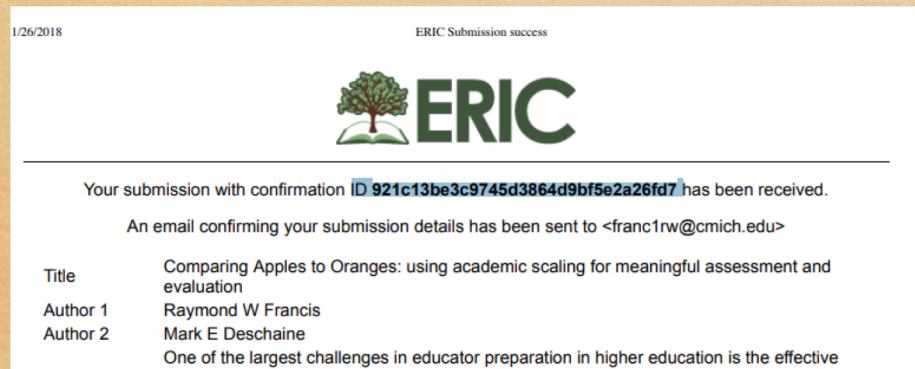 1/26/2018 ERIC Submission success
ERIC
Your submission with confirmation ID 921c13be3c9745d3864d9bf5e2a26fd7 has been received.
An email confirming your submission details has been sent to <franc1rw@cmich.edu>
Title Comparing Apples to Oranges: using academic scaling for meaningful assessment and
evaluation
Author 1 Raymond W Francis
Author 2 Mark E Deschaine
One of the largest challenges in educator preparation in higher education is the effective